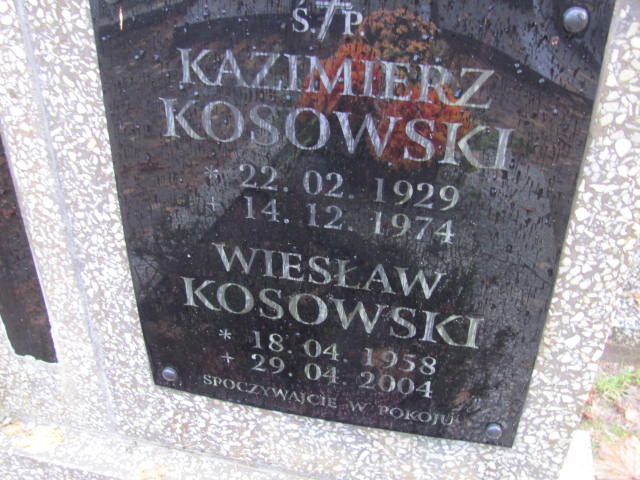 Ś.†P.
KAZIMIERZ
KOSOWSKI
* 22. 02. 1929
+ 14. 12. 1974
WIESŁAW
KOSOWSKI
* 18. 04. 1958
+ 29. 04. 2004
SPOCZYWAJCIE W POKOJU